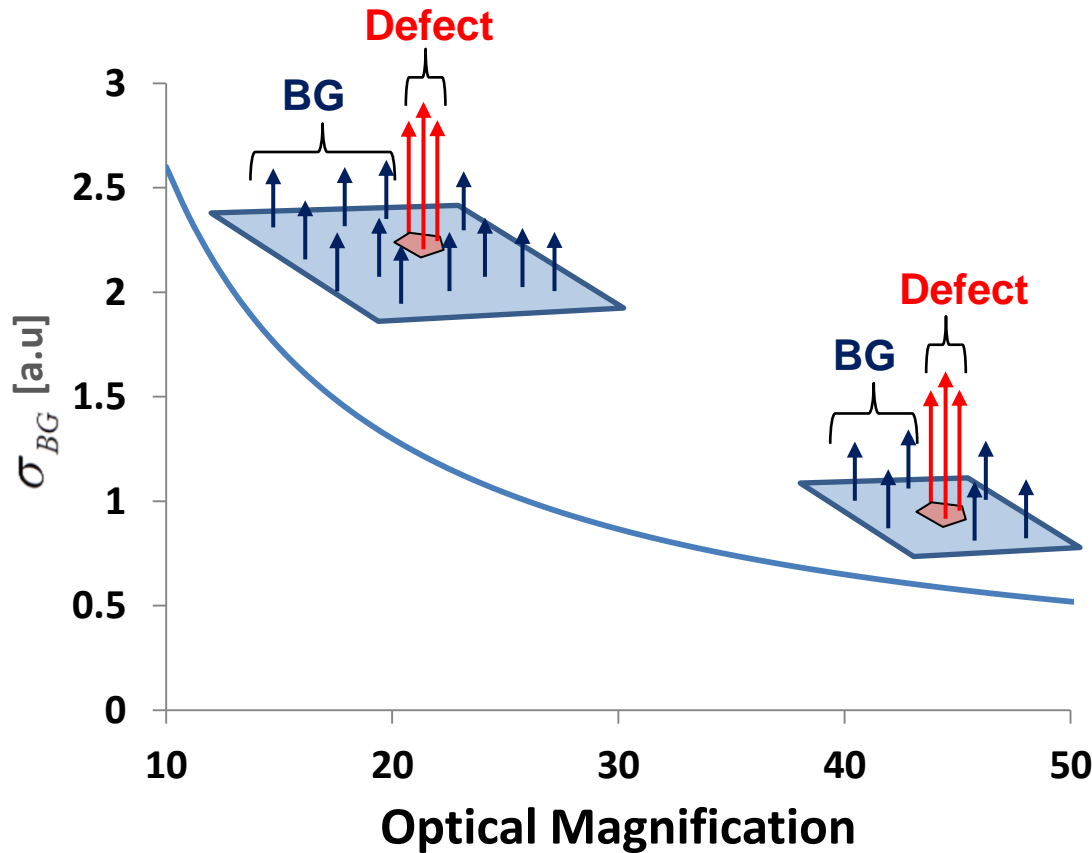 Defect
BG
3
2.5
2
1.5
1
0.5
0
σ_BG [a.u]
Defect
BG
10 20 30 40 50
Optical Magnification